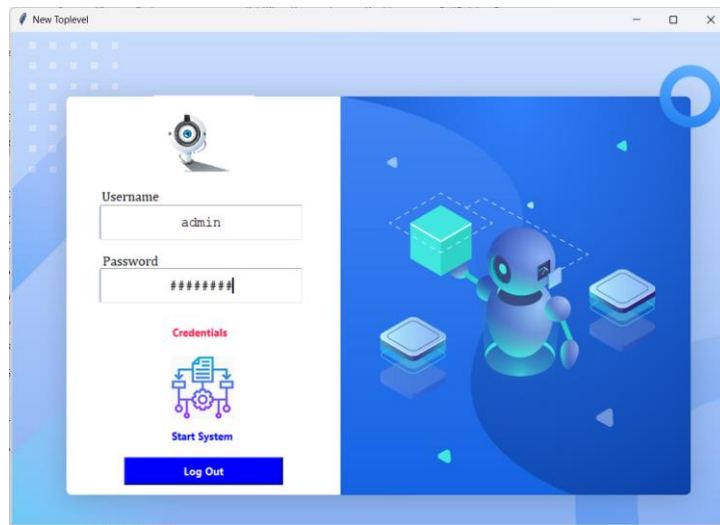 New Toplevel
Username
admin
Password
########
Credentials
Start System
Log Out